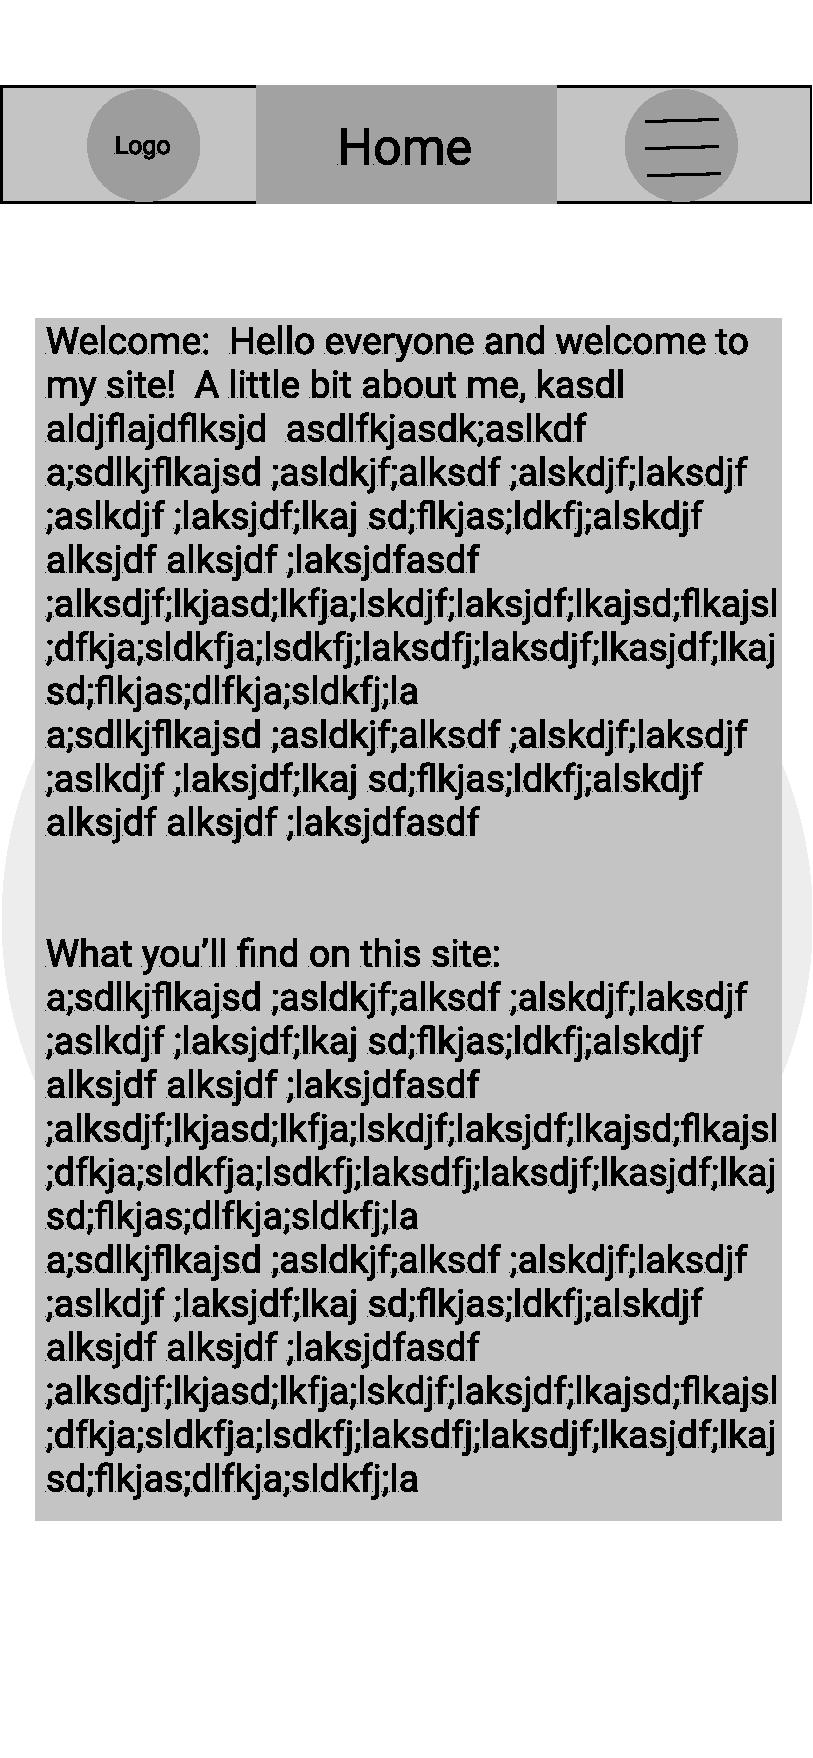 Logo
Home
Welcome:  Hello everyone and welcome to
my site!  A little bit about me, kasdl
aldjflajdflksjd  asdlfkjasdk;aslkdf
a;sdlkjflkajsd ;asldkjf;alksdf ;alskdjf;laksdjf
;aslkdjf ;laksjdf;lkaj sd;flkjas;ldkfj;alskdjf
alksjdf alksjdf ;laksjdfasdf
;alksdjf;lkjasd;lkfja;lskdjf;laksjdf;lkajsd;flkajsl
;dfkja;sldkfja;lsdkfj;laksdfj;laksdjf;lkasjdf;lkaj
sd;flkjas;dlfkja;sldkfj;la
a;sdlkjflkajsd ;asldkjf;alksdf ;alskdjf;laksdjf
;aslkdjf ;laksjdf;lkaj sd;flkjas;ldkfj;alskdjf
alksjdf alksjdf ;laksjdfasdf
What you’ll find on this site:
a;sdlkjflkajsd ;asldkjf;alksdf ;alskdjf;laksdjf
;aslkdjf ;laksjdf;lkaj sd;flkjas;ldkfj;alskdjf
alksjdf alksjdf ;laksjdfasdf
;alksdjf;lkjasd;lkfja;lskdjf;laksjdf;lkajsd;flkajsl
;dfkja;sldkfja;lsdkfj;laksdfj;laksdjf;lkasjdf;lkaj
sd;flkjas;dlfkja;sldkfj;la
a;sdlkjflkajsd ;asldkjf;alksdf ;alskdjf;laksdjf
;aslkdjf ;laksjdf;lkaj sd;flkjas;ldkfj;alskdjf
alksjdf alksjdf ;laksjdfasdf
;alksdjf;lkjasd;lkfja;lskdjf;laksjdf;lkajsd;flkajsl
;dfkja;sldkfja;lsdkfj;laksdfj;laksdjf;lkasjdf;lkaj
sd;flkjas;dlfkja;sldkfj;la